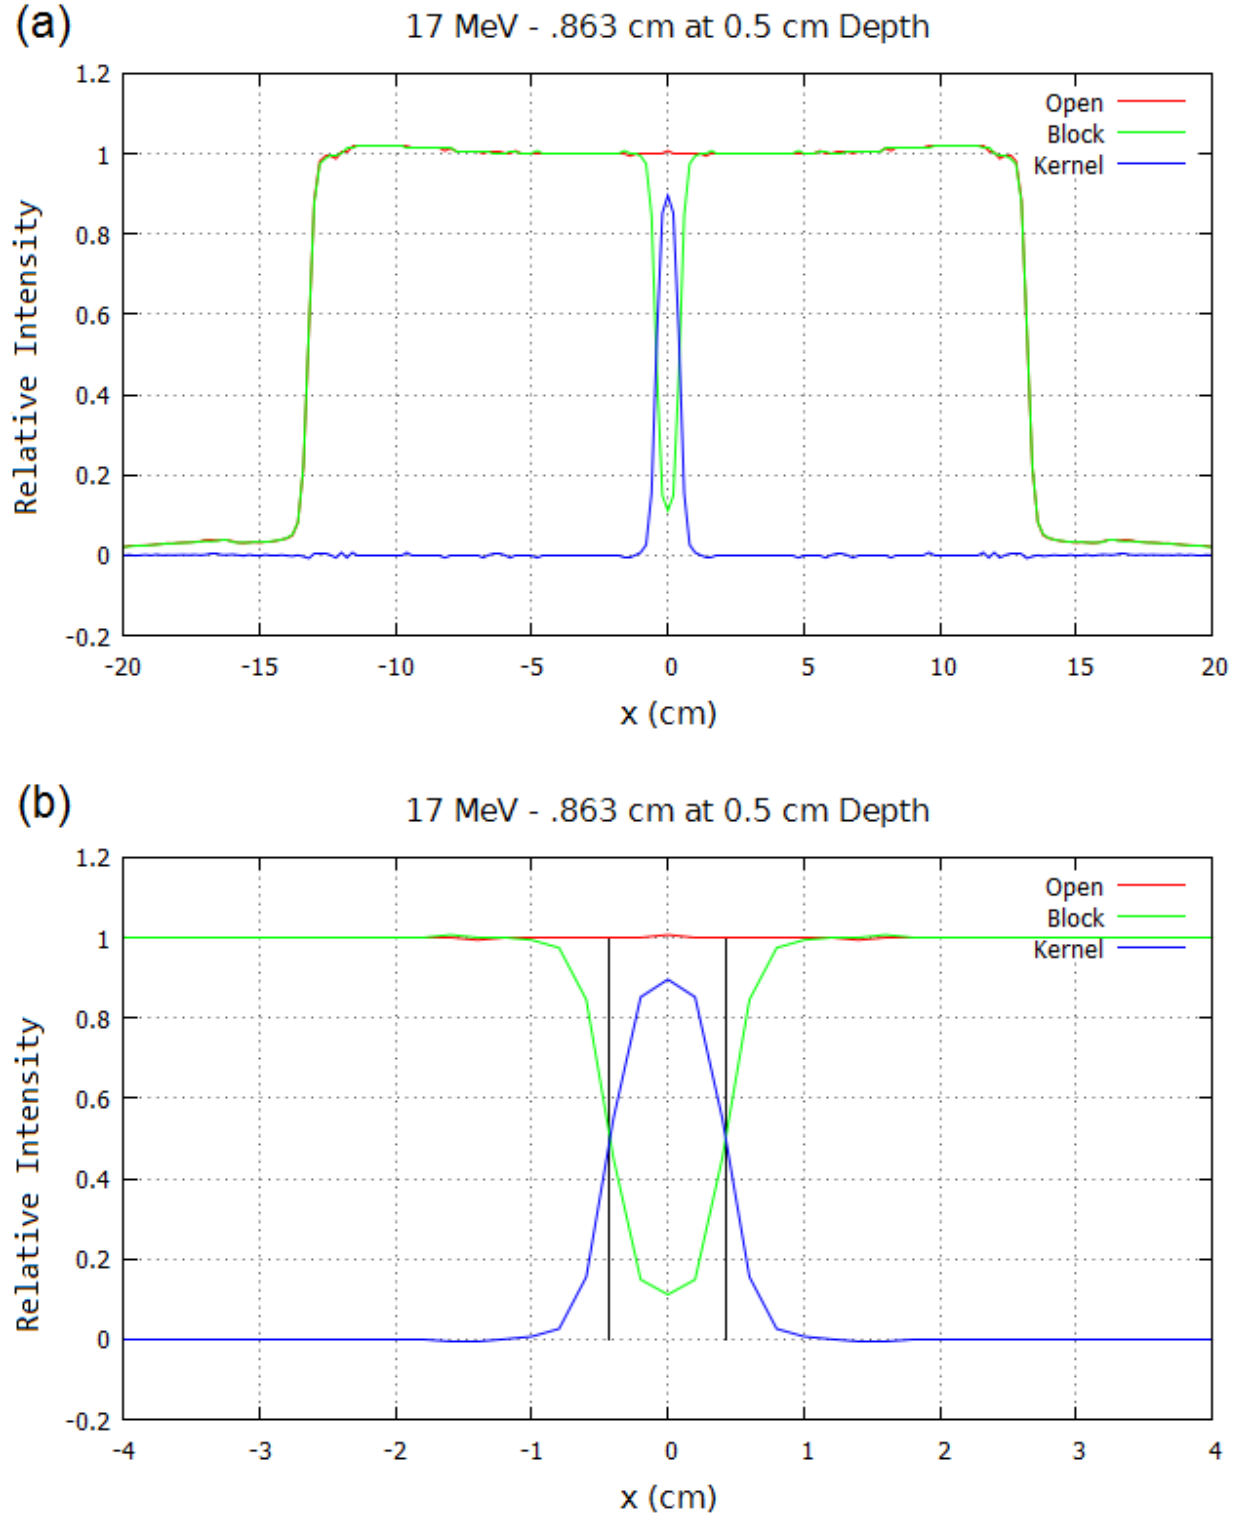 (a)
17 MeV - .863 cm at 0.5 cm Depth
Relative Intensity
1.2
1
0.8
0.6
0.4
0.2
0
-0.2
Open
Block
Kernel
-20 -15 -10 -5 0 5 10 15 20
x (cm)
(b)
17 MeV - .863 cm at 0.5 cm Depth
Relative Intensity
1.2
1
0.8
0.6
0.4
0.2
0
-0.2
Open
Block
Kernel
-4 -3 -2 -1 0 1 2 3 4
x (cm)